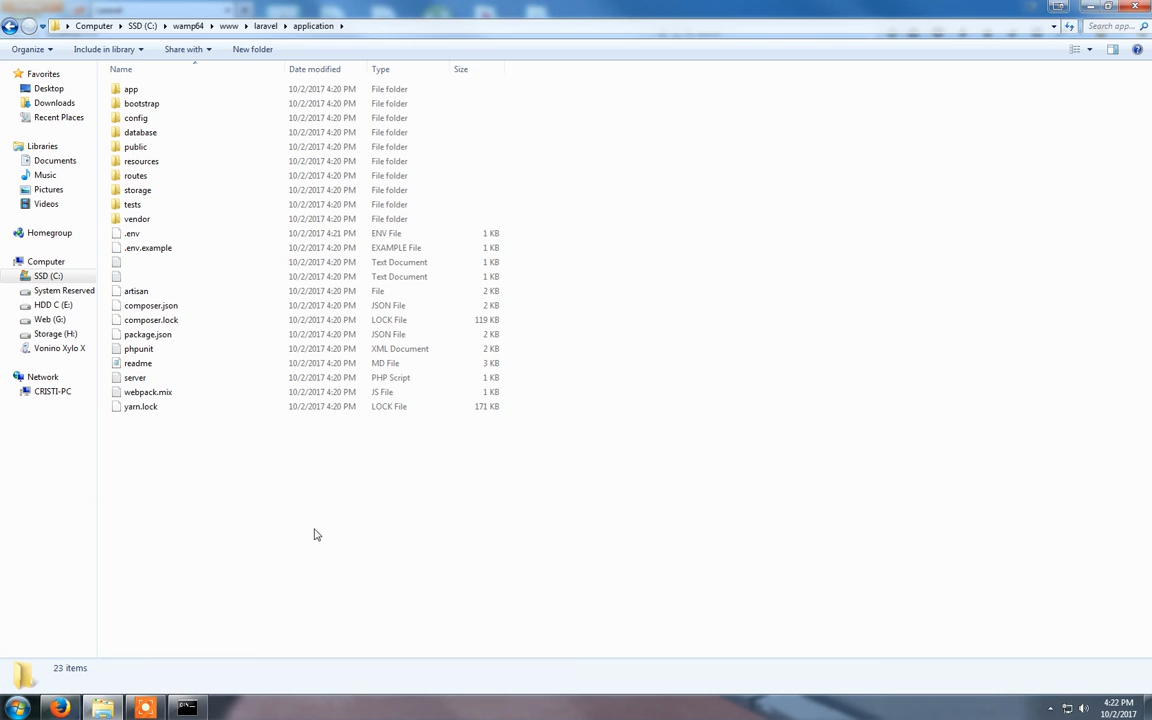 Computer SSD (C:) wamp64 www laravel application Search app...
Organize Include in library Share with New folder
Name Date modified Type Size
Favorites
Desktop
Downloads
Recent Places
Libraries
Documents
Music
Pictures
Videos
Homegroup
Computer
SSD (C:)
System Reserved
HDD C (E:)
Web (G:)
Storage (H:)
Vonino Xylo X
Network
CRISTI-PC
app 10/2/2017 4:20 PM File folder
bootstrap 10/2/2017 4:20 PM File folder
config 10/2/2017 4:20 PM File folder
database 10/2/2017 4:20 PM File folder
public 10/2/2017 4:20 PM File folder
resources 10/2/2017 4:20 PM File folder
routes 10/2/2017 4:20 PM File folder
storage 10/2/2017 4:20 PM File folder
tests 10/2/2017 4:20 PM File folder
vendor 10/2/2017 4:20 PM File folder
.env 10/2/2017 4:21 PM ENV File 1 KB
.env.example 10/2/2017 4:20 PM EXAMPLE File 1 KB
10/2/2017 4:20 PM Text Document 1 KB
10/2/2017 4:20 PM Text Document 1 KB
artisan 10/2/2017 4:20 PM File 2 KB
composer.json 10/2/2017 4:20 PM JSON File 2 KB
composer.lock 10/2/2017 4:20 PM LOCK File 119 KB
package.json 10/2/2017 4:20 PM JSON File 2 KB
phpunit 10/2/2017 4:20 PM XML Document 2 KB
readme 10/2/2017 4:20 PM MD File 3 KB
server 10/2/2017 4:20 PM PHP Script 1 KB
webpack.mix 10/2/2017 4:20 PM JS File 1 KB
yarn.lock 10/2/2017 4:20 PM LOCK File 171 KB
23 items
4:22 PM
10/2/2017